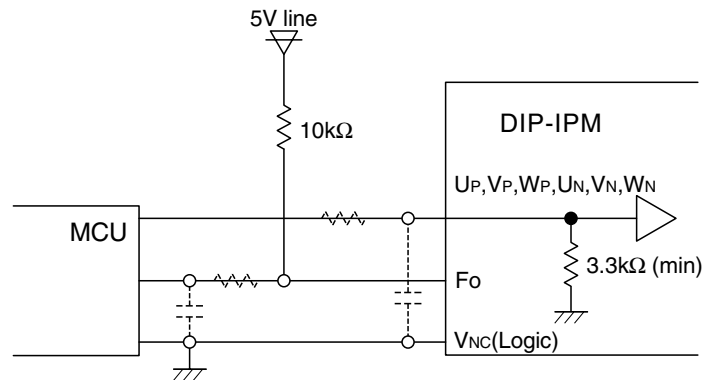 5V line
10kΩ
DIP-IPM
UP,VP,WP,UN,VN,WN
MCU
3.3kΩ (min)
Fo
VNC(Logic)